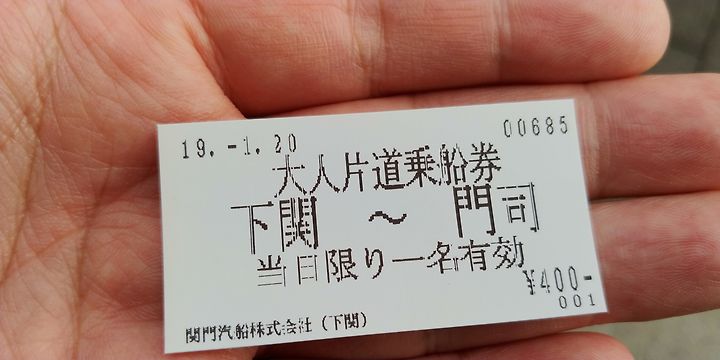 19.-1.20
00685
大人片道乗船券
下関 〜 門司
当日限り一名有効
¥400-
001
関門汽船株式会社(下関)